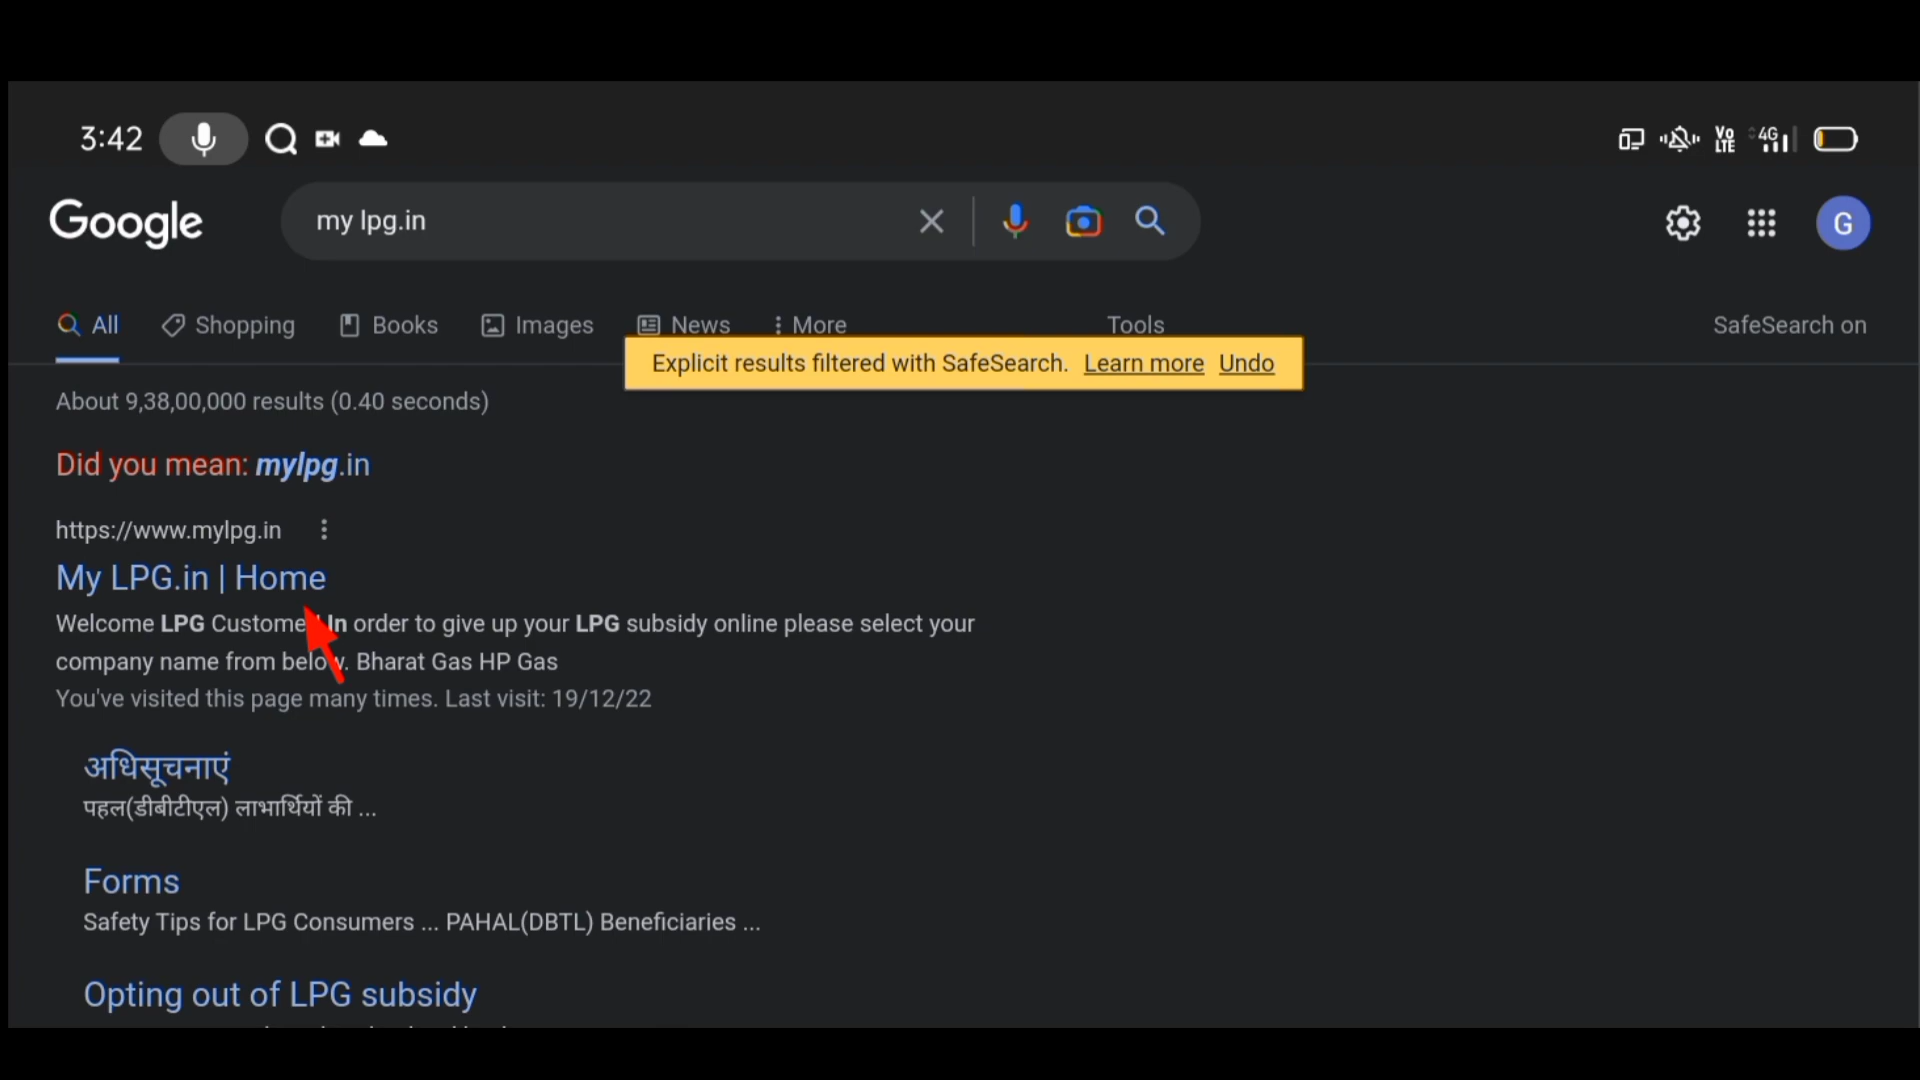 3:42 Vo LTE 4G
Google my lpg.in G
All Shopping Books Images News More Tools SafeSearch on
Explicit results filtered with SafeSearch. Learn more Undo
About 9,38,00,000 results (0.40 seconds)
Did you mean: mylpg.in
https://www.mylpg.in
My LPG.in | Home
Welcome LPG Custome In order to give up your LPG subsidy online please select your
company name from below. Bharat Gas HP Gas
You've visited this page many times. Last visit: 19/12/22
अधिसूचनाएं
पहल(डीबीटीएल) लाभार्थियों की ...
Forms
Safety Tips for LPG Consumers ... PAHAL(DBTL) Beneficiaries ...
Opting out of LPG subsidy